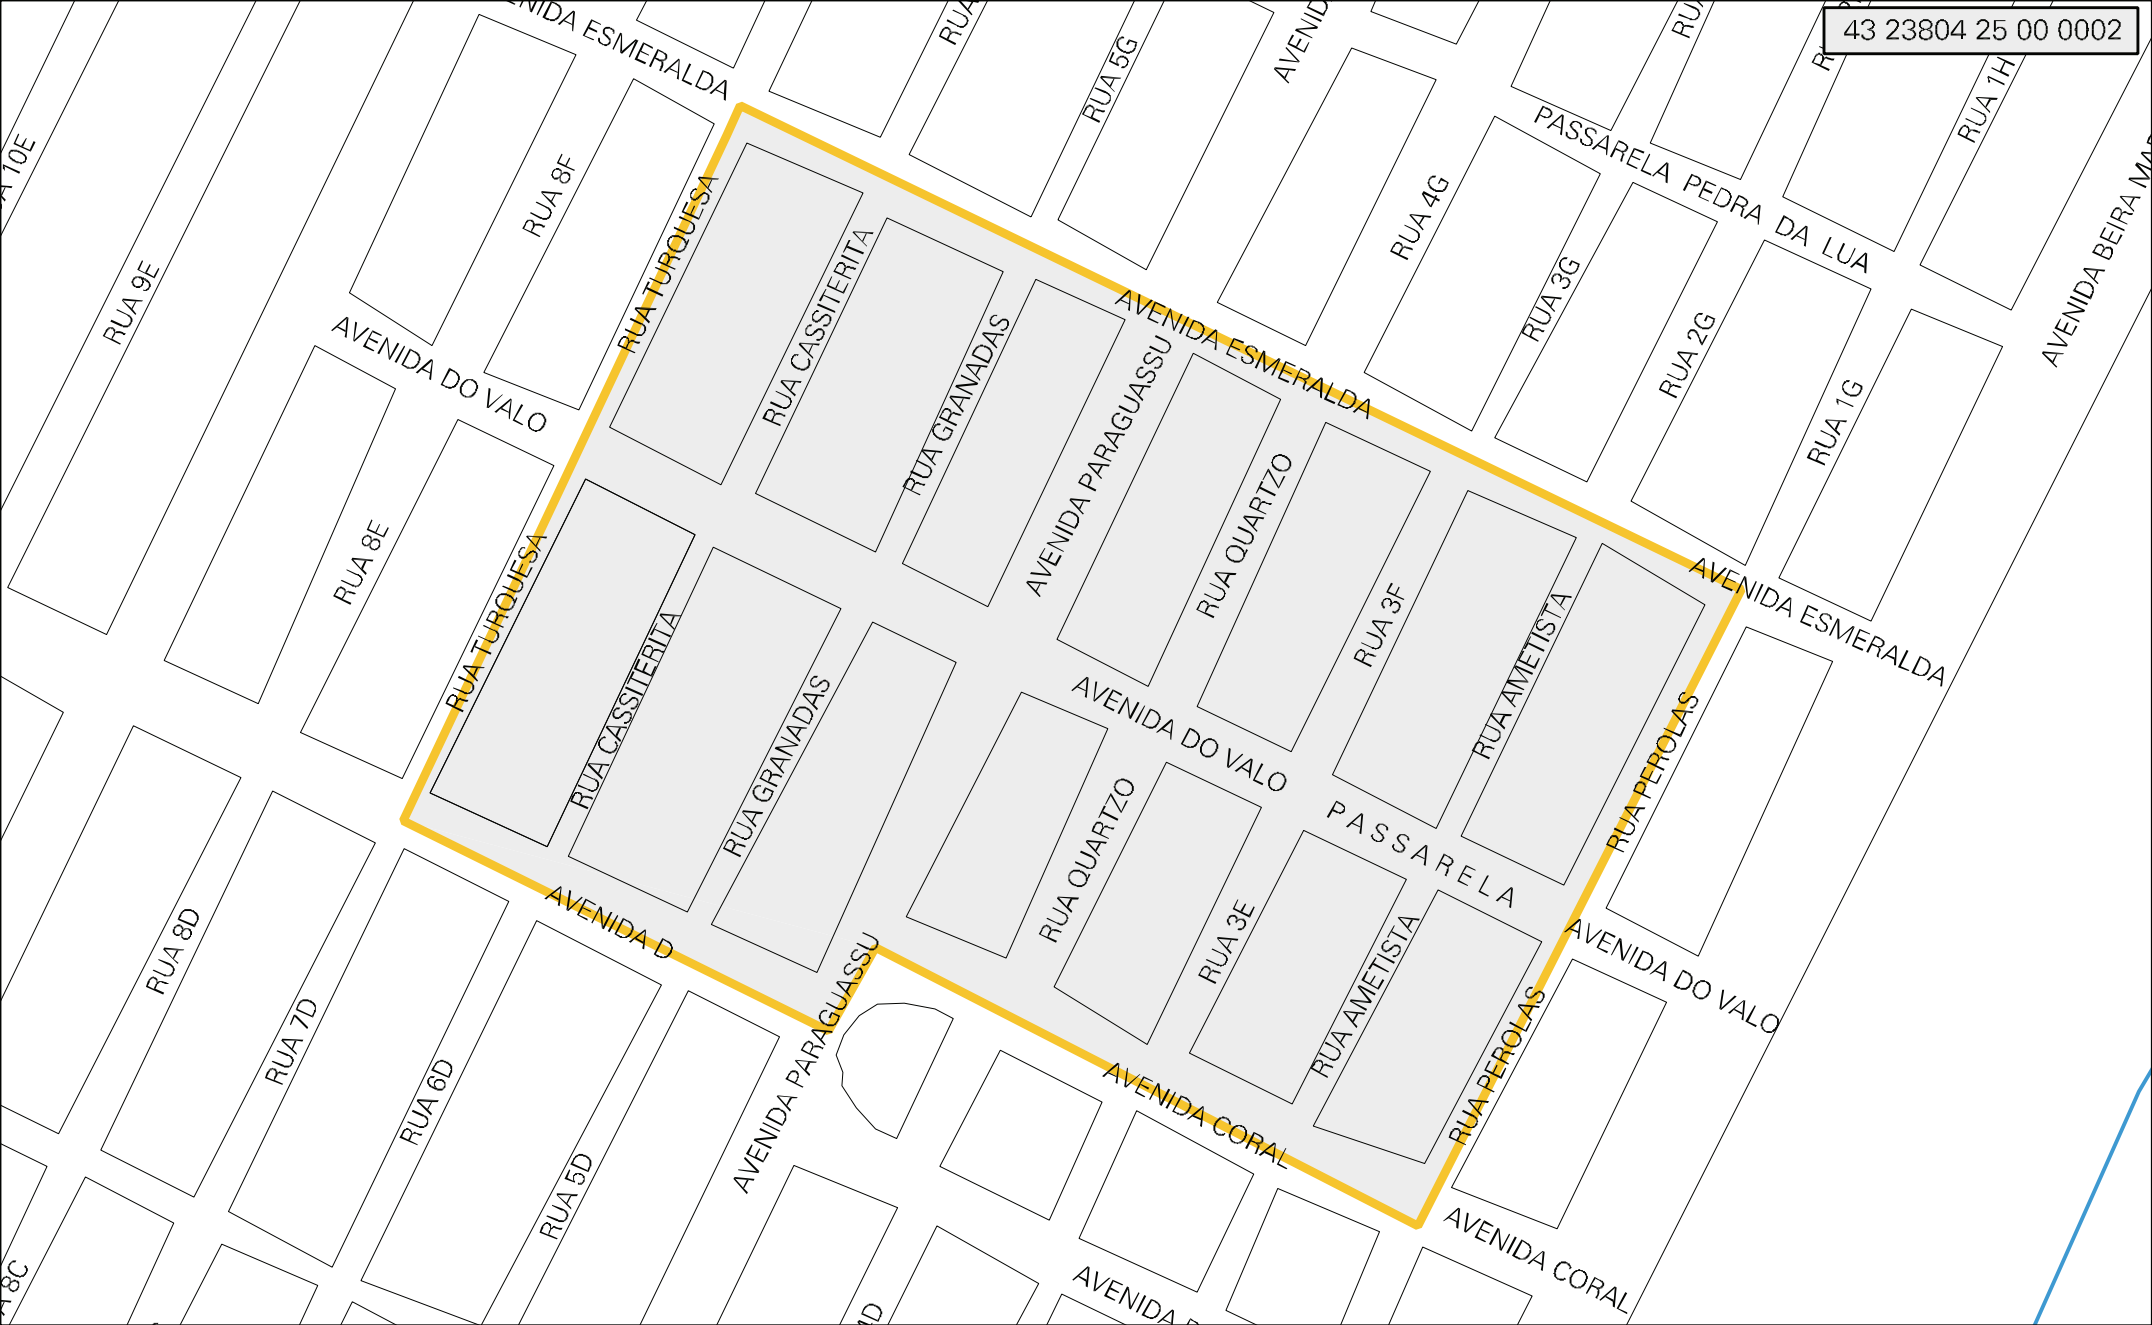 43 23804 25 00 0002
AVENIDA ESMERALDA
RUA
RUA 5G
RUA 1H
PASSARELA PEDRA DA LUA
AVENIDA BEIRA MAR
RUA 10E
RUA 9E
RUA 8F
RUA TURQUESA
RUA CASSITERITA
RUA GRANADAS
AVENIDA PARAGUASSU
AVENIDA ESMERALDA
RUA 4G
RUA 3G
RUA 2G
RUA 1G
AVENIDA DO VALO
RUA QUARTZO
RUA 3F
RUA AMETISTA
AVENIDA ESMERALDA
RUA 8E
RUA TURQUESA
RUA CASSITERITA
RUA GRANADAS
AVENIDA DO VALO
PASSARELA
RUA PEROLAS
RUA QUARTZO
RUA 3E
RUA AMETISTA
AVENIDA DO VALO
RUA PEROLAS
AVENIDA D
AVENIDA PARAGUASSU
AVENIDA CORAL
RUA 8D
RUA 7D
RUA 6D
RUA 5D
AVENIDA CORAL
AVENIDA
8C